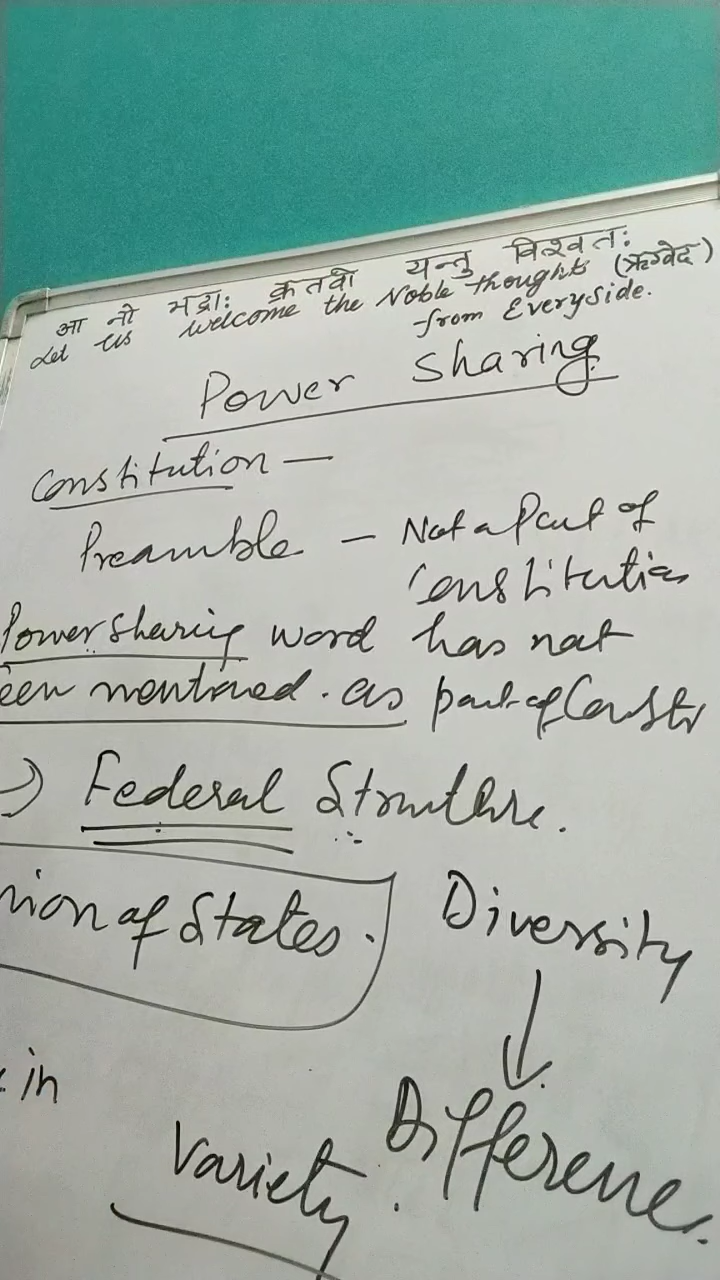 आ नो भद्राः क्रतवो यन्तु विश्वतः
Let us welcome the Noble thoughts (ऋग्वेद)
from Everyside.
Power Sharing
Constitution —
Preamble — Not a Part of
Constitution
Power sharing word has not
een mentioned. as part of Constr
→ Federal Structure.
nion of States.
Diversity
↓
Difference.
in
Variety.